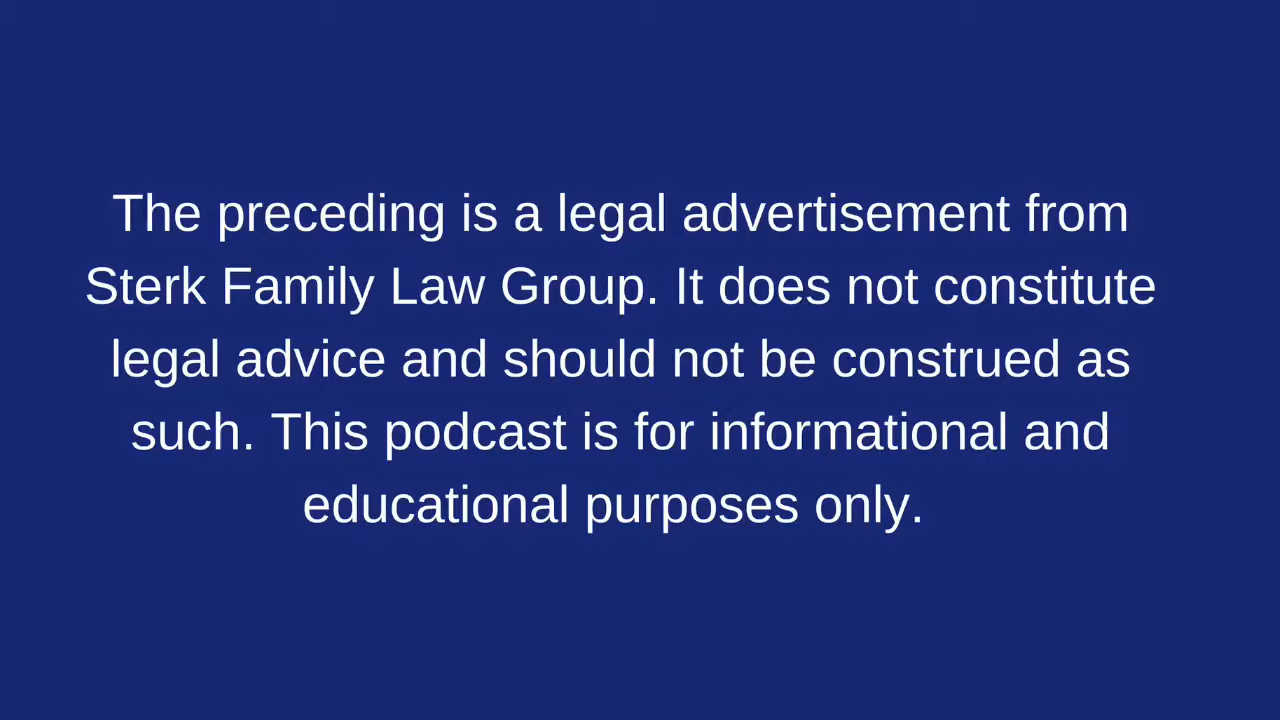 The preceding is a legal advertisement from
Sterk Family Law Group. It does not constitute
legal advice and should not be construed as
such. This podcast is for informational and
educational purposes only.